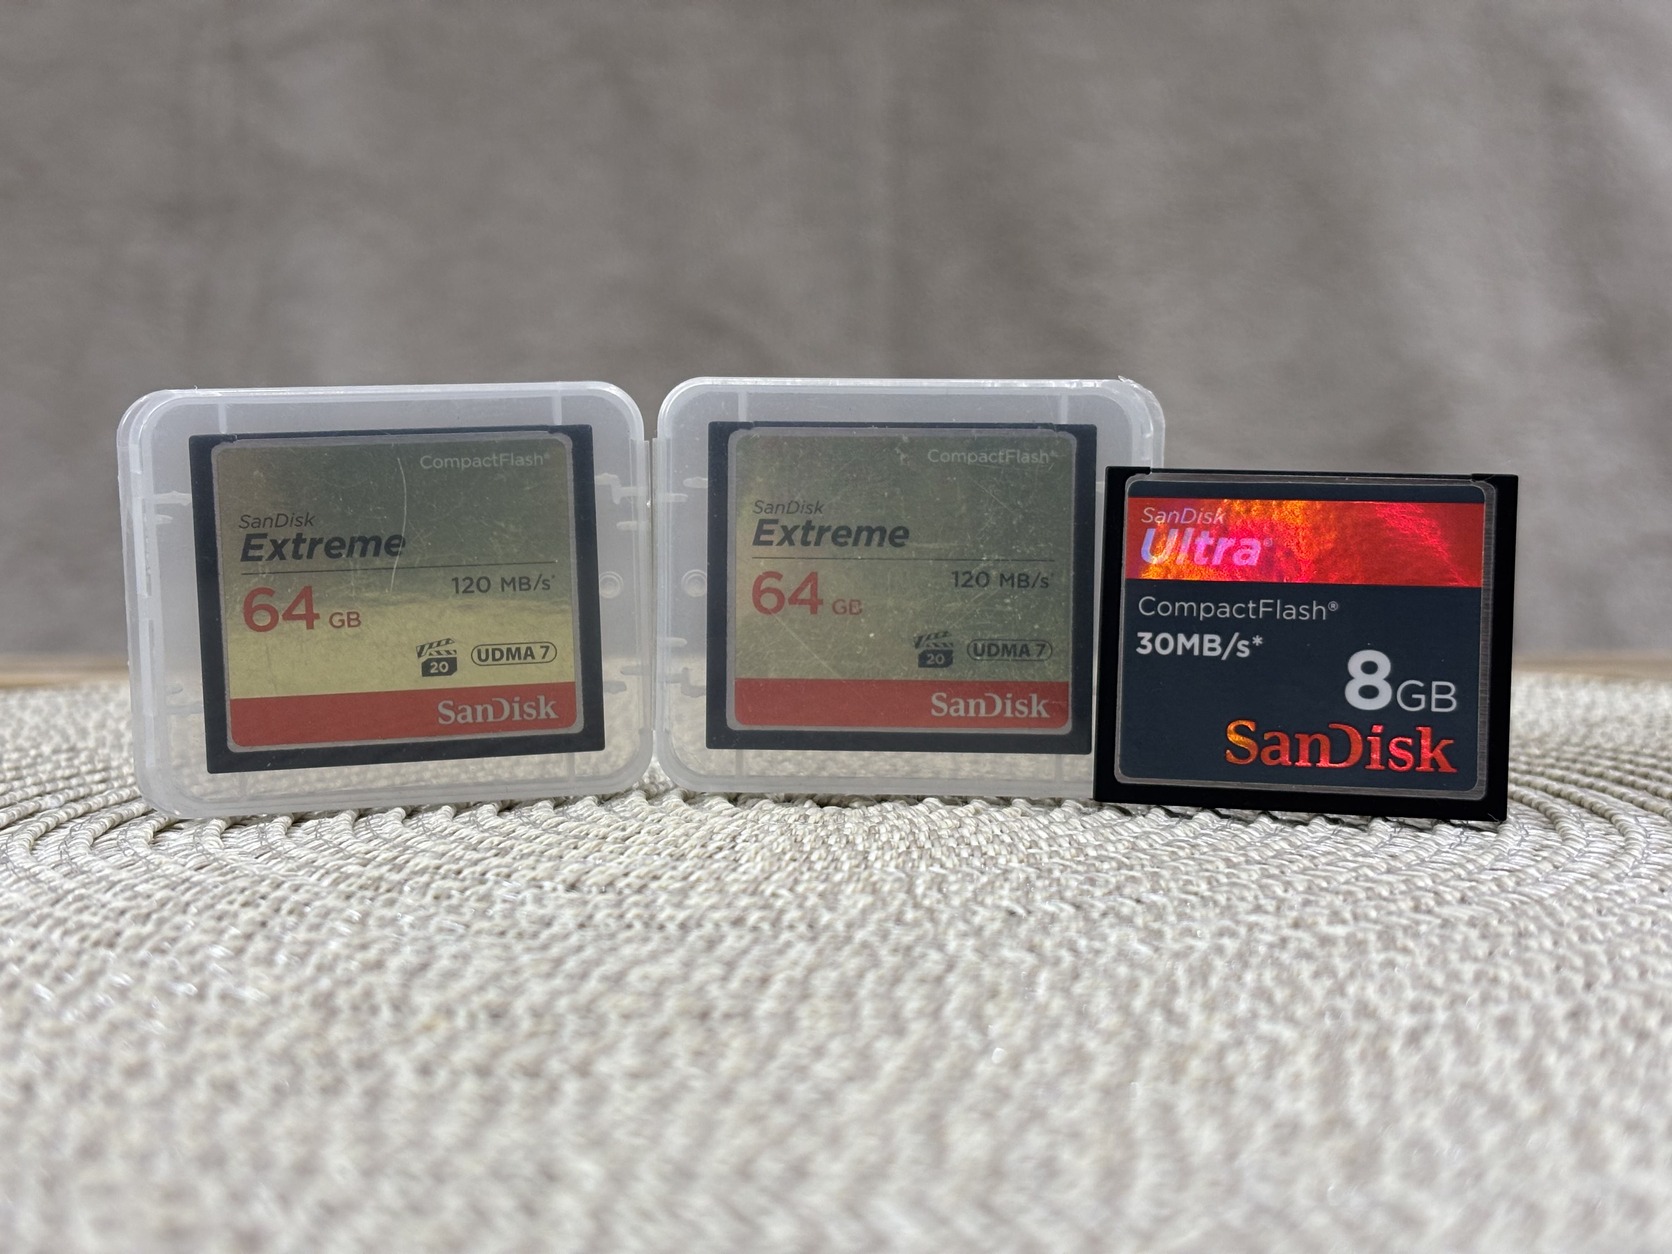 CompactFlash®
SanDisk
Extreme
120 MB/s*
64 GB
20 UDMA 7
SanDisk
CompactFlash®
SanDisk
Extreme
120 MB/s*
64 GB
20 UDMA 7
SanDisk
SanDisk
Ultra®
CompactFlash®
30MB/s*
8GB
SanDisk